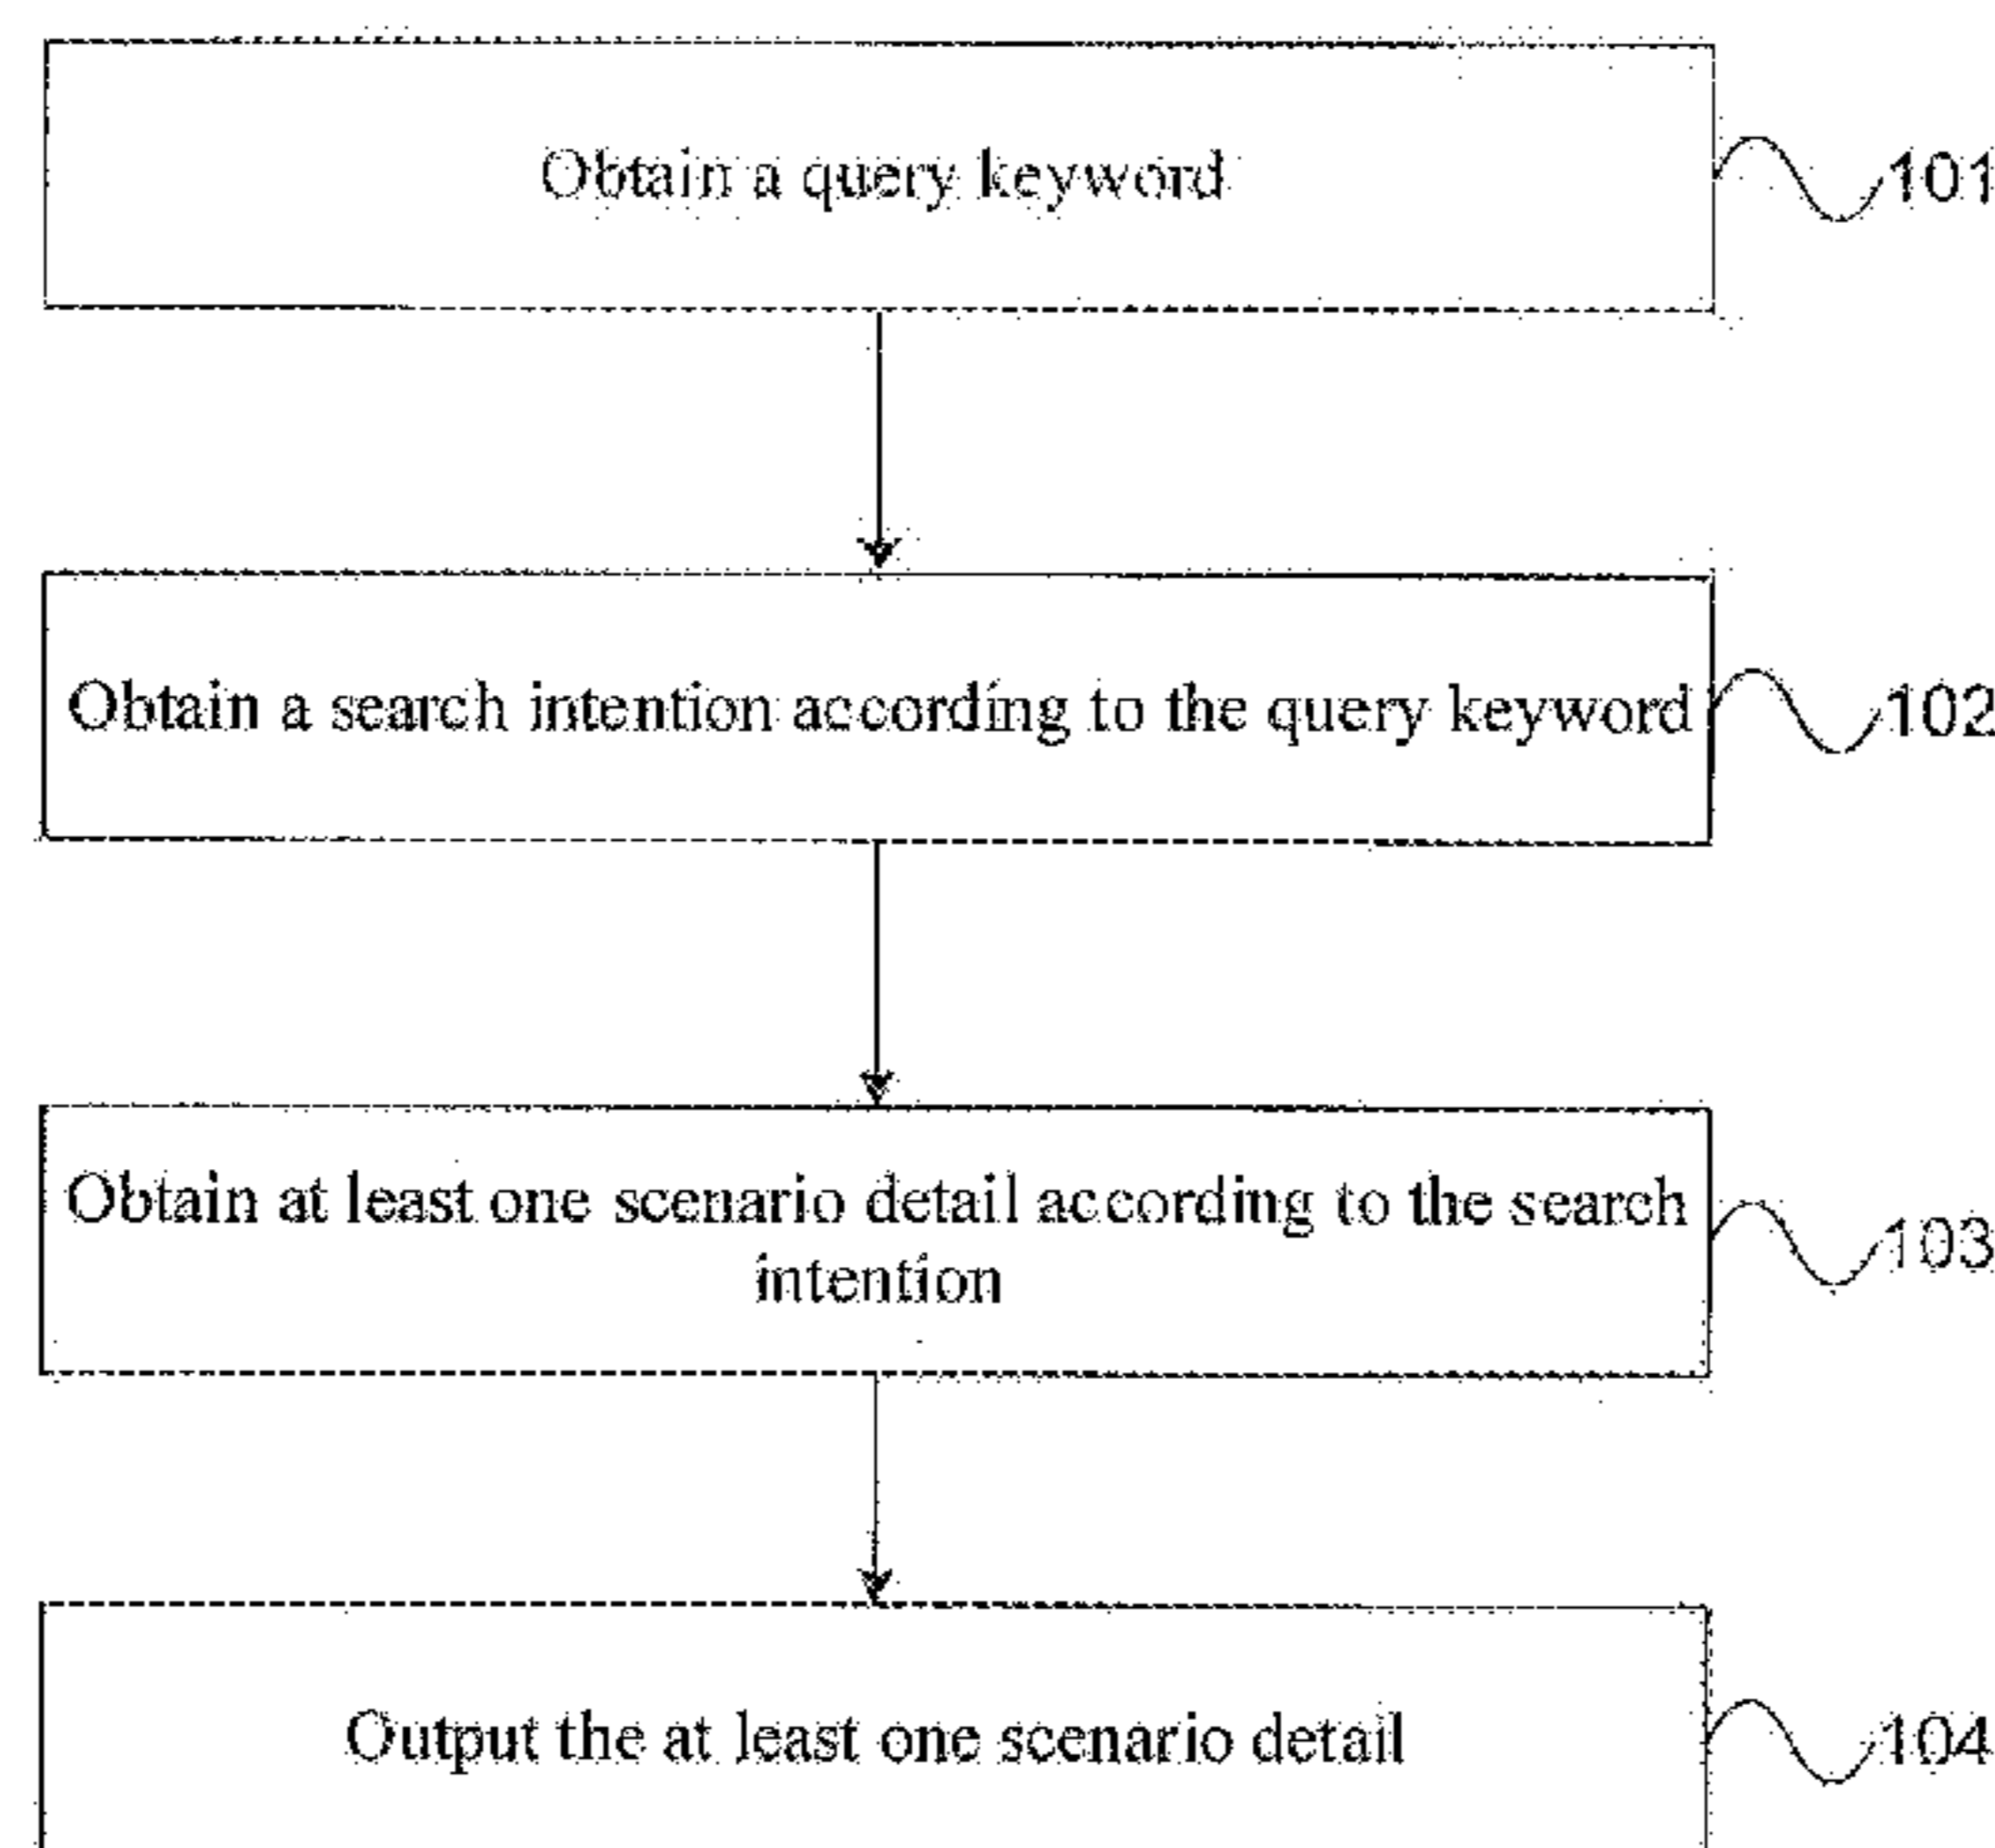 Obtain a query keyword
101
Obtain a search intention according to the query keyword
102
Obtain at least one scenario detail according to the search
intention
103
Output the at least one scenario detail
104